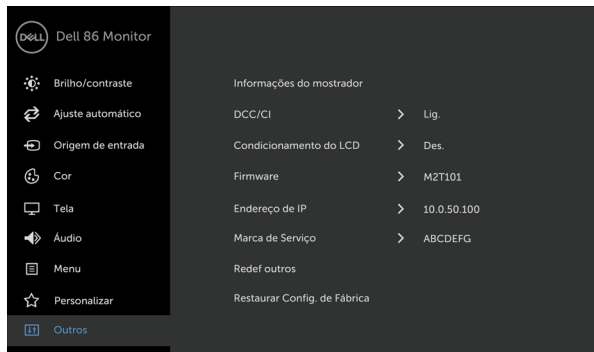 DELL Dell 86 Monitor
Brilho/contraste
Informações do mostrador
Ajuste automático
DCC/CI > Lig.
Origem de entrada
Condicionamento do LCD > Des.
Cor
Firmware > M2T101
Tela
Endereço de IP > 10.0.50.100
Áudio
Marca de Serviço > ABCDEFG
Menu
Redef outros
Personalizar
Restaurar Config. de Fábrica
Outros